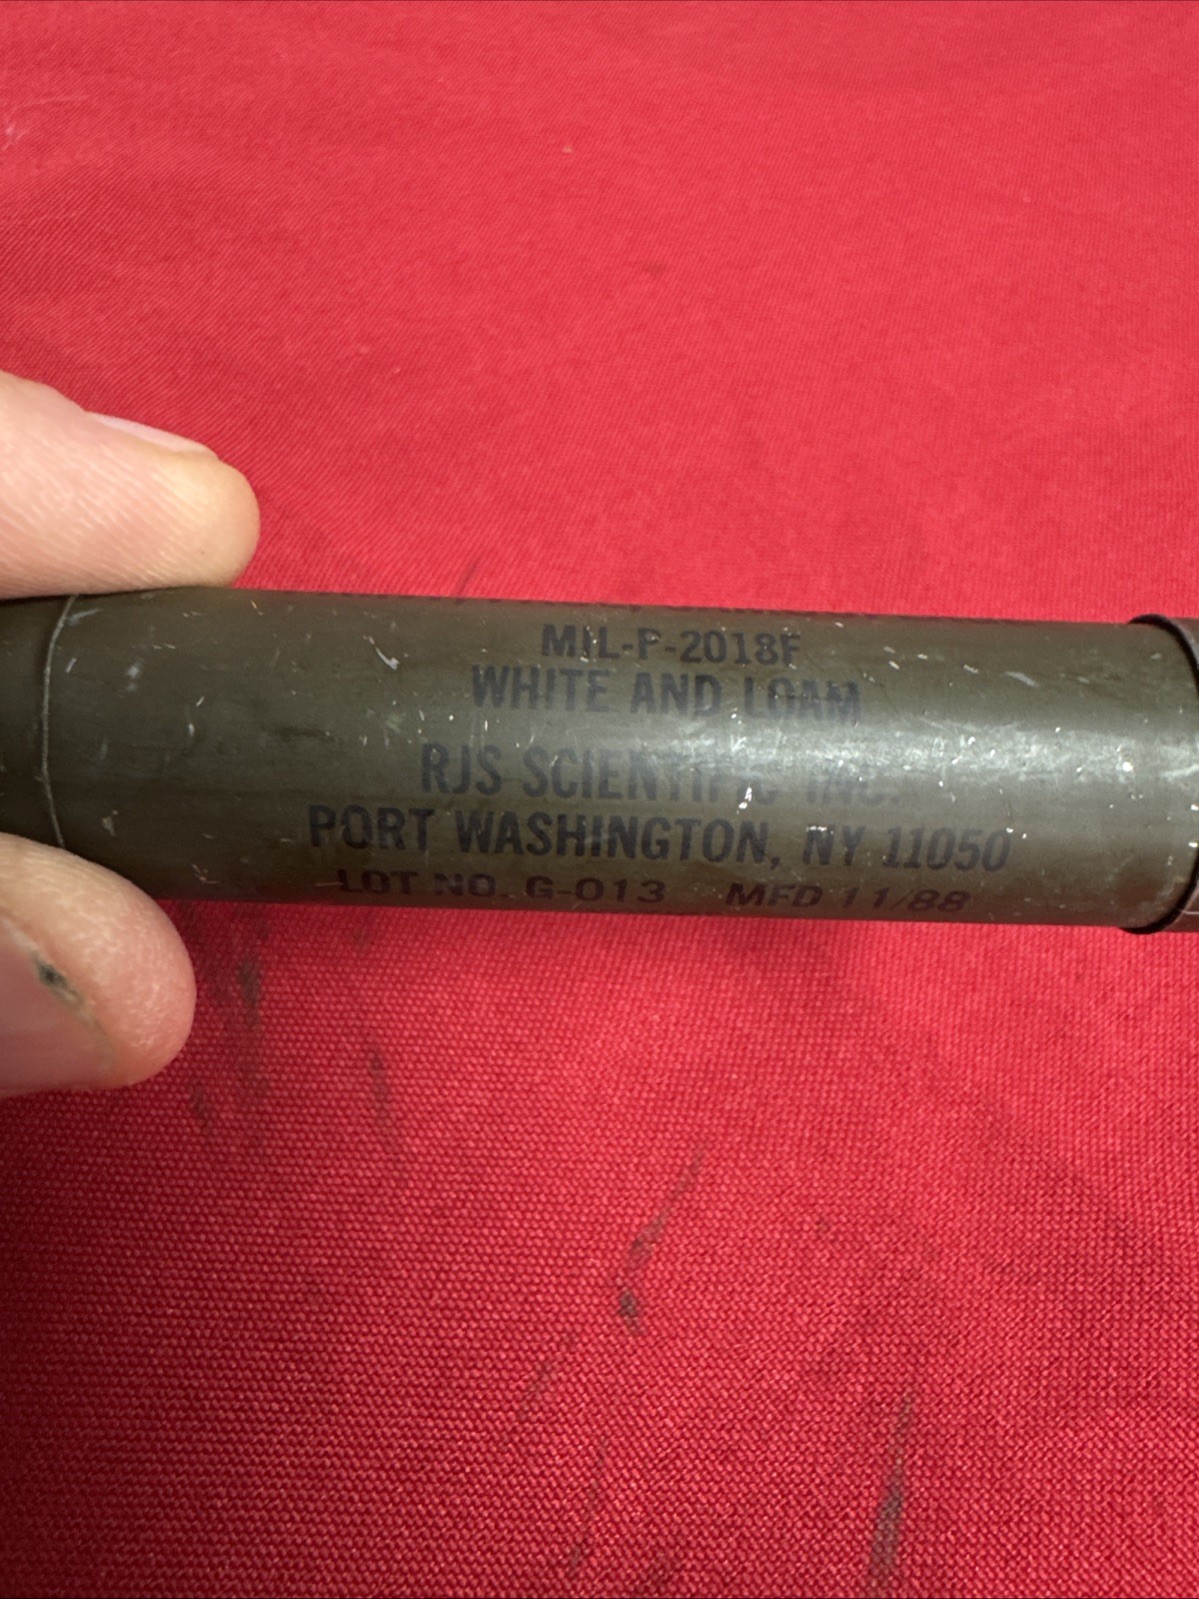 MIL-P-2018F
WHITE AND LOAM
RJS SCIENTIFIC INC.
PORT WASHINGTON, NY 11050
LOT NO. G-013 MFD 11/88